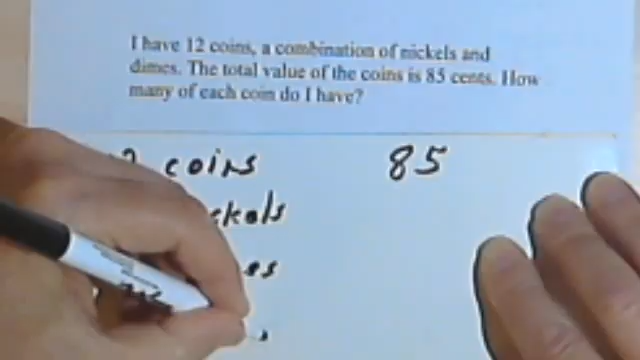 I have 12 coins, a combination of nickels and
dimes. The total value of the coins is 85 cents. How
many of each coin do I have?
coins 85